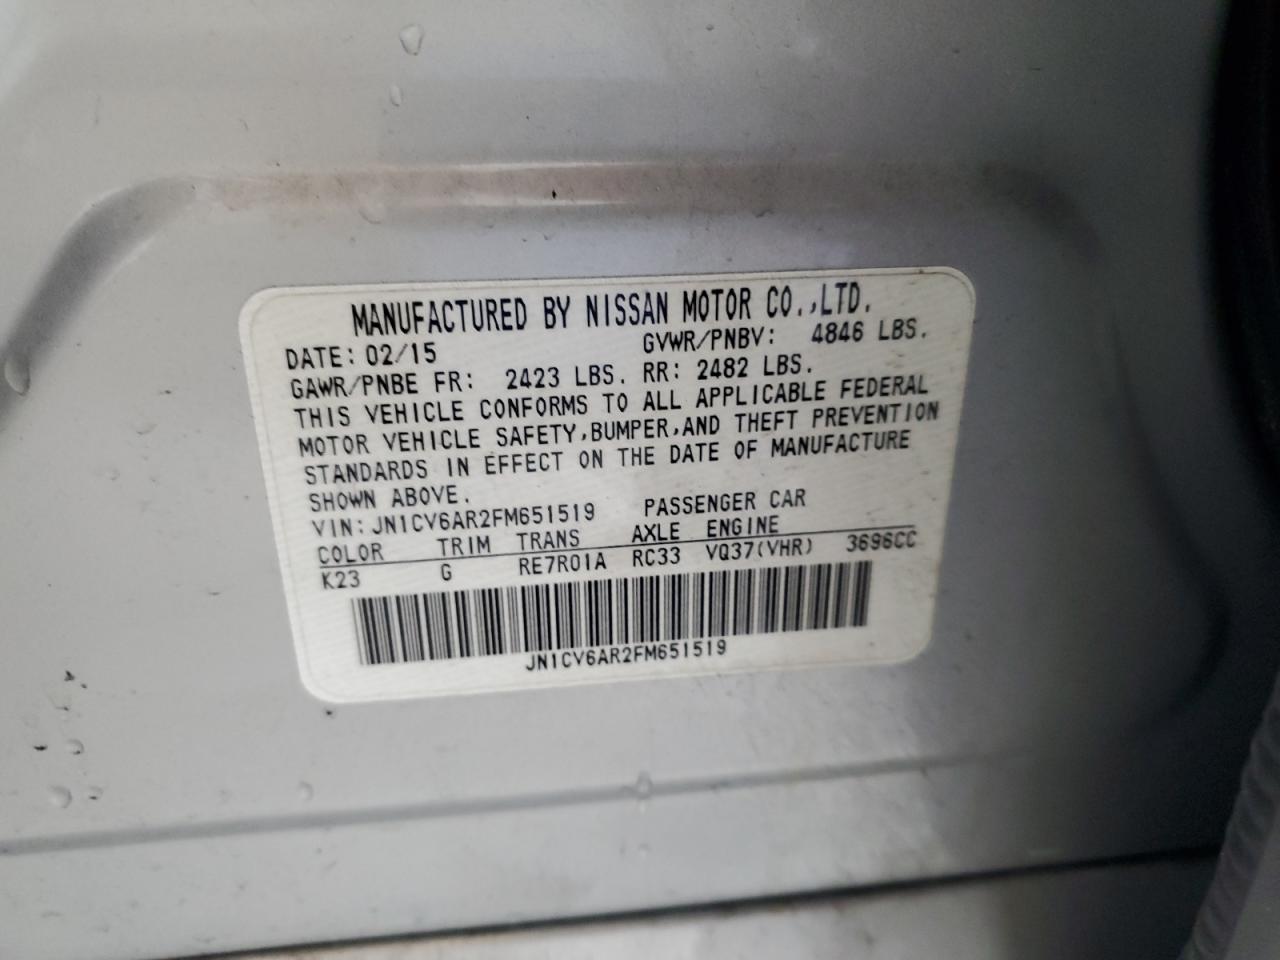 MANUFACTURED BY NISSAN MOTOR CO.,LTD.
DATE: 02/15 GVWR/PNBV: 4846 LBS.
GAWR/PNBE FR: 2423 LBS. RR: 2482 LBS.
THIS VEHICLE CONFORMS TO ALL APPLICABLE FEDERAL
MOTOR VEHICLE SAFETY,BUMPER,AND THEFT PREVENTION
STANDARDS IN EFFECT ON THE DATE OF MANUFACTURE
SHOWN ABOVE.
VIN: JN1CV6AR2FM651519 PASSENGER CAR
COLOR TRIM TRANS AXLE ENGINE
K23 G RE7R01A RC33 VQ37(VHR) 3696CC
JN1CV6AR2FM651519